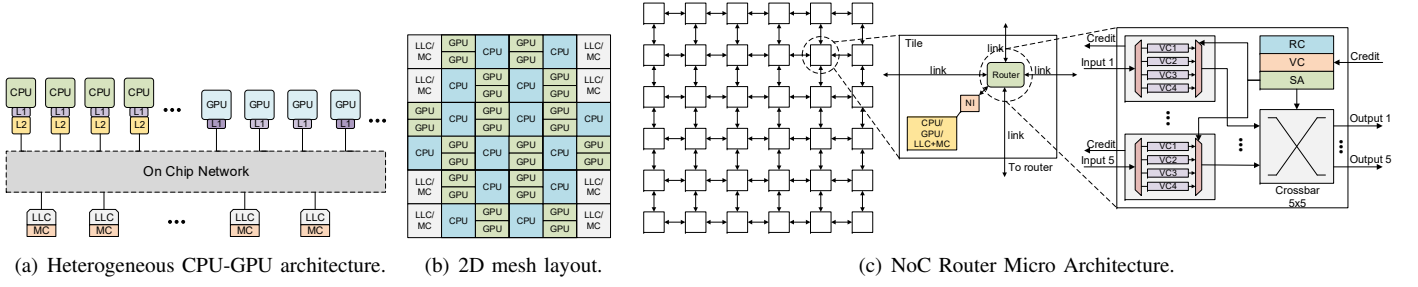 CPU CPU CPU CPU ••• GPU GPU GPU GPU •••
L1 L1 L1 L1 L1 L1 L1 L1
L2 L2 L2 L2
On Chip Network
LLC LLC ••• LLC LLC
MC MC MC MC
(a) Heterogeneous CPU-GPU architecture.
LLC/ MC GPU GPU CPU GPU GPU CPU LLC/ MC
LLC/ MC CPU GPU GPU CPU GPU GPU LLC/ MC
GPU GPU CPU GPU GPU CPU GPU GPU CPU
CPU GPU GPU CPU GPU GPU CPU GPU GPU
LLC/ MC CPU GPU GPU CPU GPU GPU LLC/ MC
LLC/ MC CPU GPU GPU CPU GPU GPU LLC/ MC
(b) 2D mesh layout.
Tile
link
link
Router
link
NI
CPU/
GPU/
LLC+MC
link
To router
Credit
Input 1
VC1
VC2
VC3
VC4
•••
Credit
Input 5
VC1
VC2
VC3
VC4
RC
VC
SA
Credit
Output 1
Output 5
Crossbar
5x5
(c) NoC Router Micro Architecture.